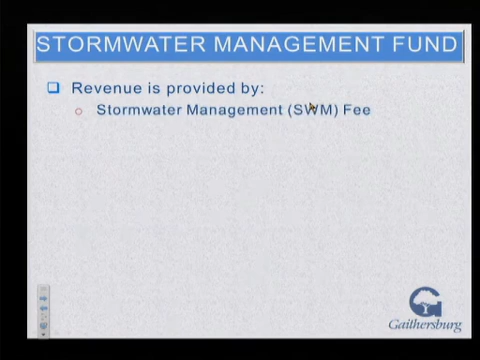 STORMWATER MANAGEMENT FUND
Revenue is provided by:
Stormwater Management (SWM) Fee
Gaithersburg